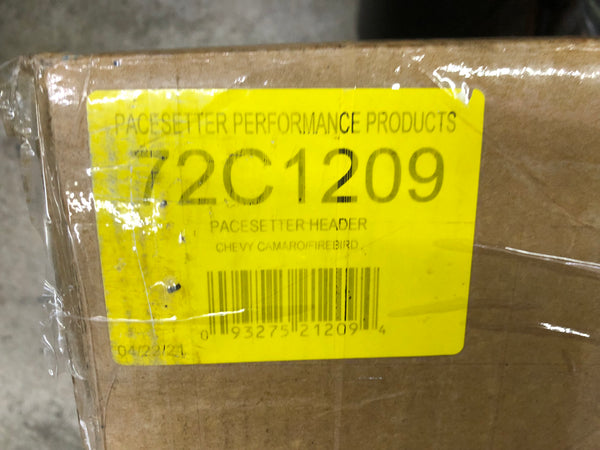 PACESETTER PERFORMANCE PRODUCTS
72C1209
PACESETTER HEADER
CHEVY CAMARO/FIREBIRD
0 93275 21209 4
04/22/21